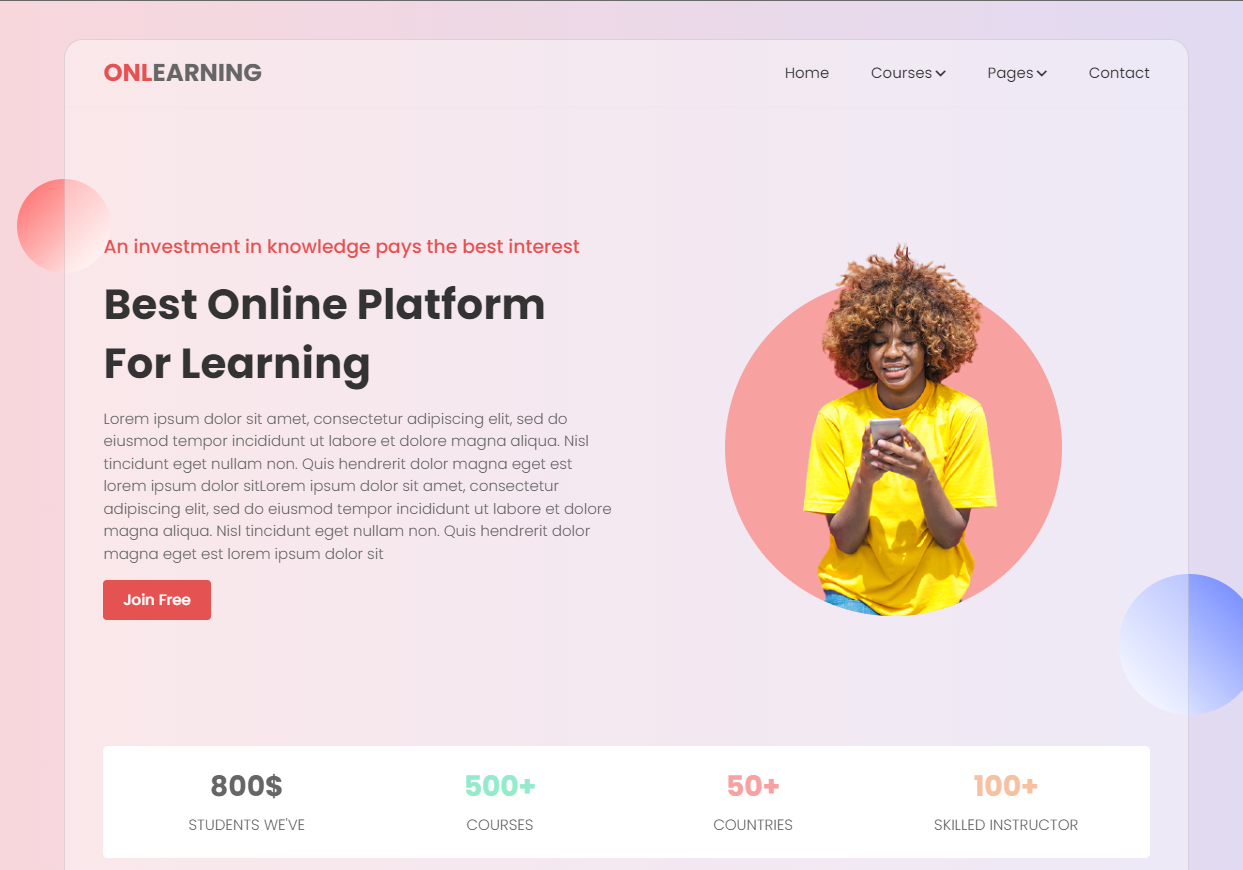 ONLEARNING
Home Courses Pages Contact
An investment in knowledge pays the best interest
Best Online Platform
For Learning
Lorem ipsum dolor sit amet, consectetur adipiscing elit, sed do
eiusmod tempor incididunt ut labore et dolore magna aliqua. Nisl
tincidunt eget nullam non. Quis hendrerit dolor magna eget est
lorem ipsum dolor sitLorem ipsum dolor sit amet, consectetur
adipiscing elit, sed do eiusmod tempor incididunt ut labore et dolore
magna aliqua. Nisl tincidunt eget nullam non. Quis hendrerit dolor
magna eget est lorem ipsum dolor sit
Join Free
800$ 500+ 50+ 100+
STUDENTS WE'VE COURSES COUNTRIES SKILLED INSTRUCTOR